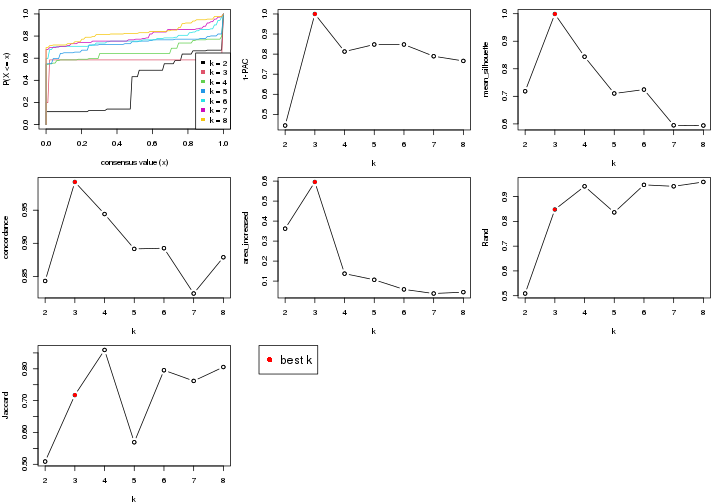 P(X <= x)
0.0 0.2 0.4 0.6 0.8 1.0
k = 2
k = 3
k = 4
k = 5
k = 6
k = 7
k = 8
0.0 0.2 0.4 0.6 0.8 1.0
consensus value (x)
1-PAC
0.5 0.6 0.7 0.8 0.9 1.0
2 3 4 5 6 7 8
k
mean_silhouette
0.6 0.7 0.8 0.9 1.0
2 3 4 5 6 7 8
k
concordance
0.85 0.90 0.95
2 3 4 5 6 7 8
k
area_increased
0.1 0.2 0.3 0.4 0.5 0.6
2 3 4 5 6 7 8
k
Rand
0.5 0.6 0.7 0.8 0.9
2 3 4 5 6 7 8
k
Jaccard
0.50 0.60 0.70 0.80
2 3 4 5 6 7 8
k
best k